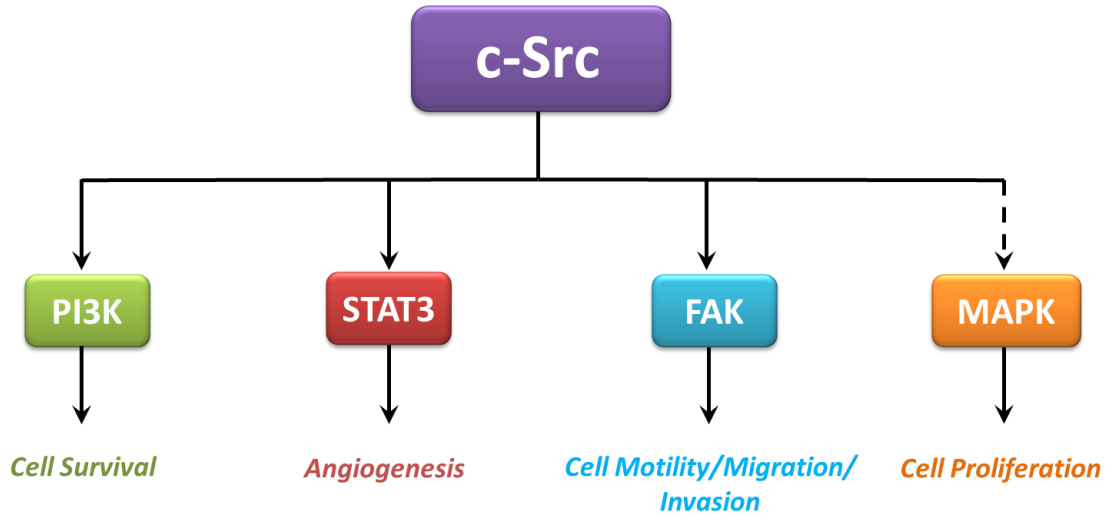 c-Src
PI3K
STAT3
FAK
MAPK
Cell Survival
Angiogenesis
Cell Motility/Migration/
Invasion
Cell Proliferation